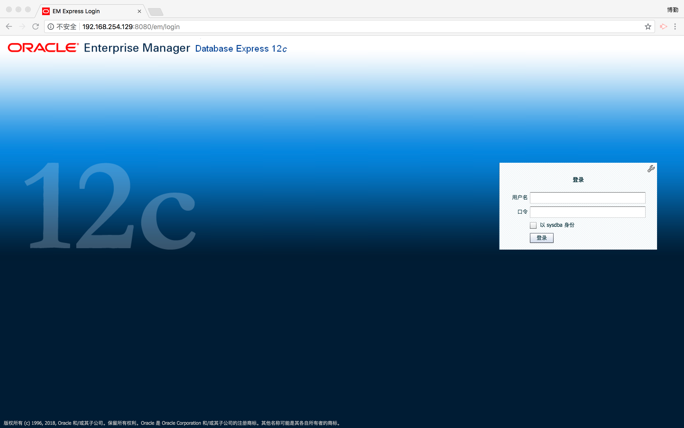 EM Express Login
博勤
不安全 192.168.254.129:8080/em/login
ORACLE Enterprise Manager Database Express 12c
12c
登录
用户名
口令
以 sysdba 身份
登录
版权所有 (c) 1996, 2018, Oracle 和/或其子公司。保留所有权利。Oracle 是 Oracle Corporation 和/或其子公司的注册商标。其他名称可能是其各自所有者的商标。